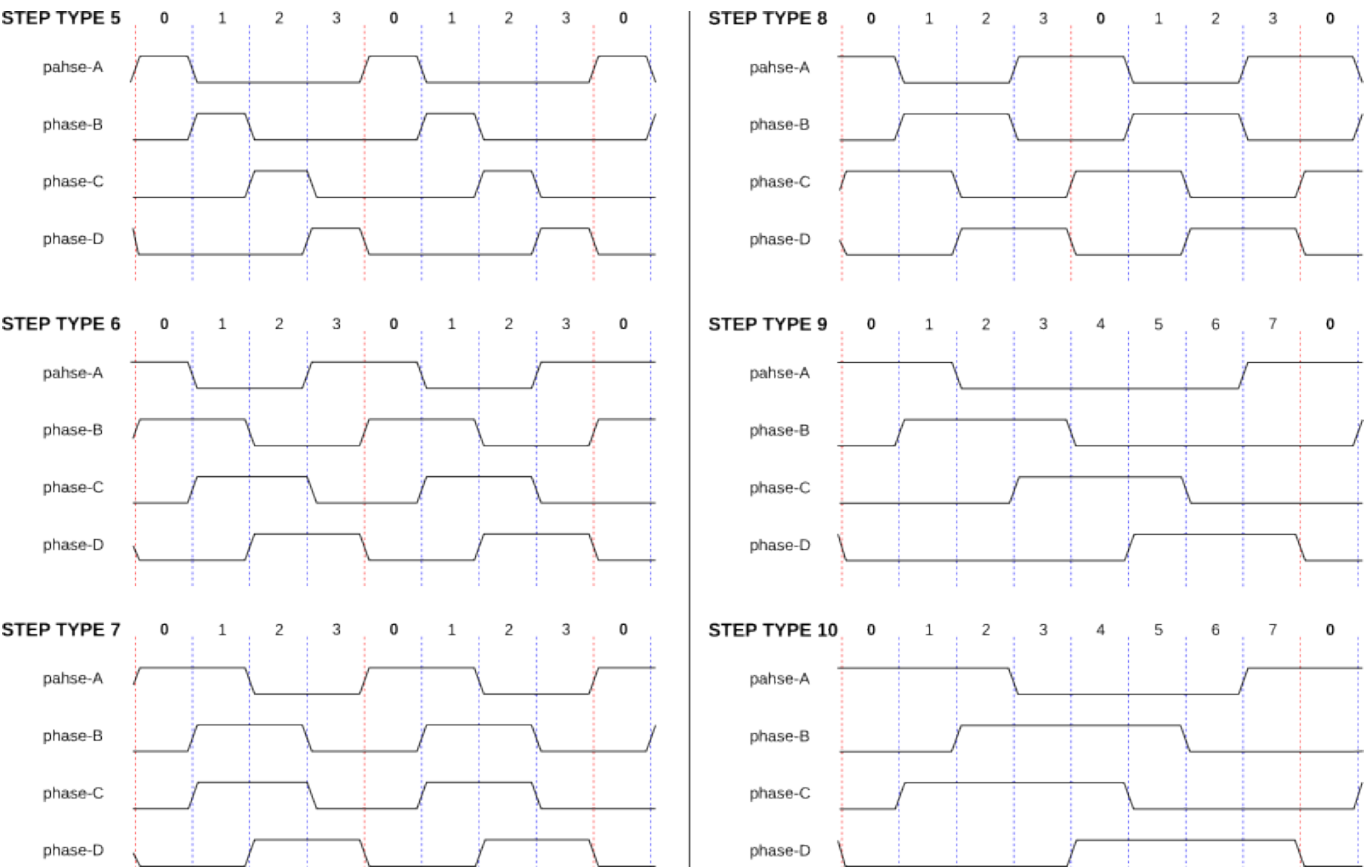 STEP TYPE 5 0 1 2 3 0 1 2 3 0
pahse-A
phase-B
phase-C
phase-D
STEP TYPE 6 0 1 2 3 0 1 2 3 0
pahse-A
phase-B
phase-C
phase-D
STEP TYPE 7 0 1 2 3 0 1 2 3 0
pahse-A
phase-B
phase-C
phase-D
STEP TYPE 8 0 1 2 3 0 1 2 3 0
pahse-A
phase-B
phase-C
phase-D
STEP TYPE 9 0 1 2 3 4 5 6 7 0
pahse-A
phase-B
phase-C
phase-D
STEP TYPE 10 0 1 2 3 4 5 6 7 0
pahse-A
phase-B
phase-C
phase-D